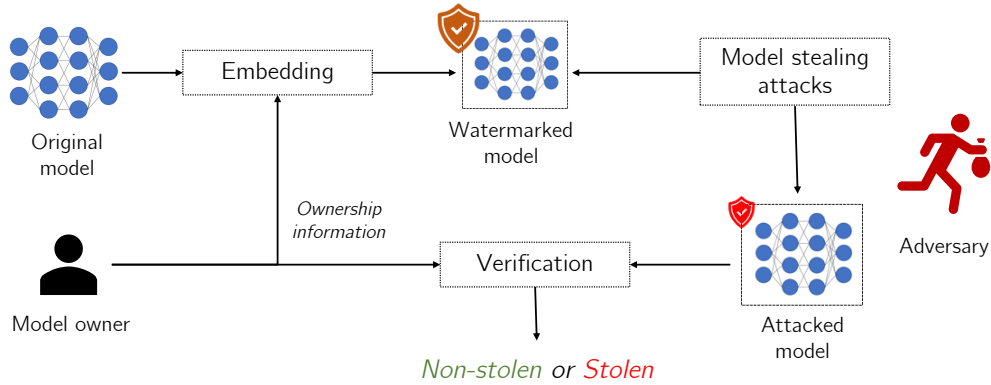 Embedding
Model stealing
attacks
Original
model
Watermarked
model
Ownership
information
Adversary
Verification
Model owner
Attacked
model
Non-stolen or Stolen